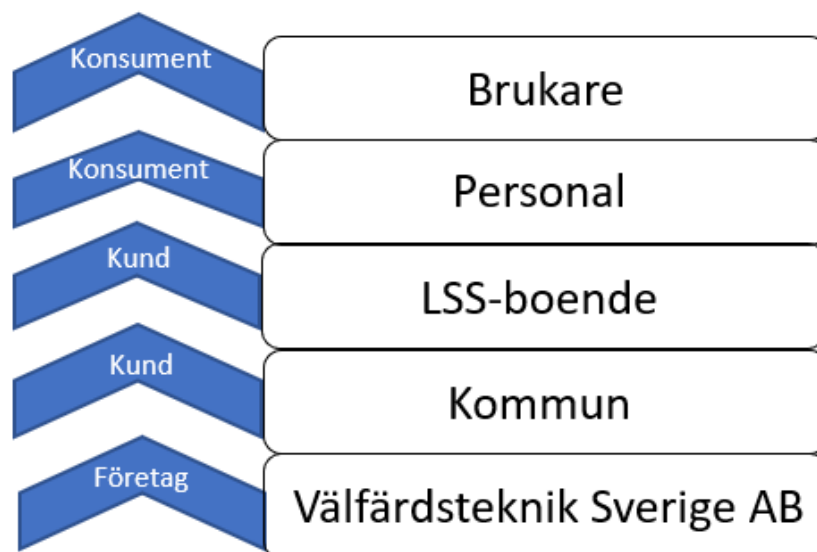 Konsument
Brukare
Konsument
Personal
Kund
LSS-boende
Kund
Kommun
Företag
Välfärdsteknik Sverige AB